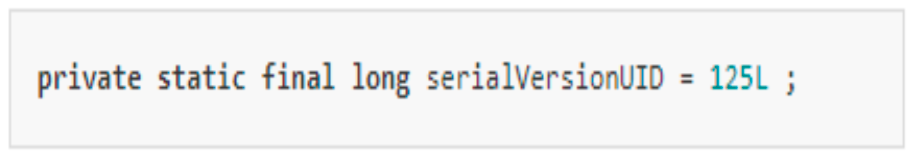 private static final long serialVersionUID = 125L ;